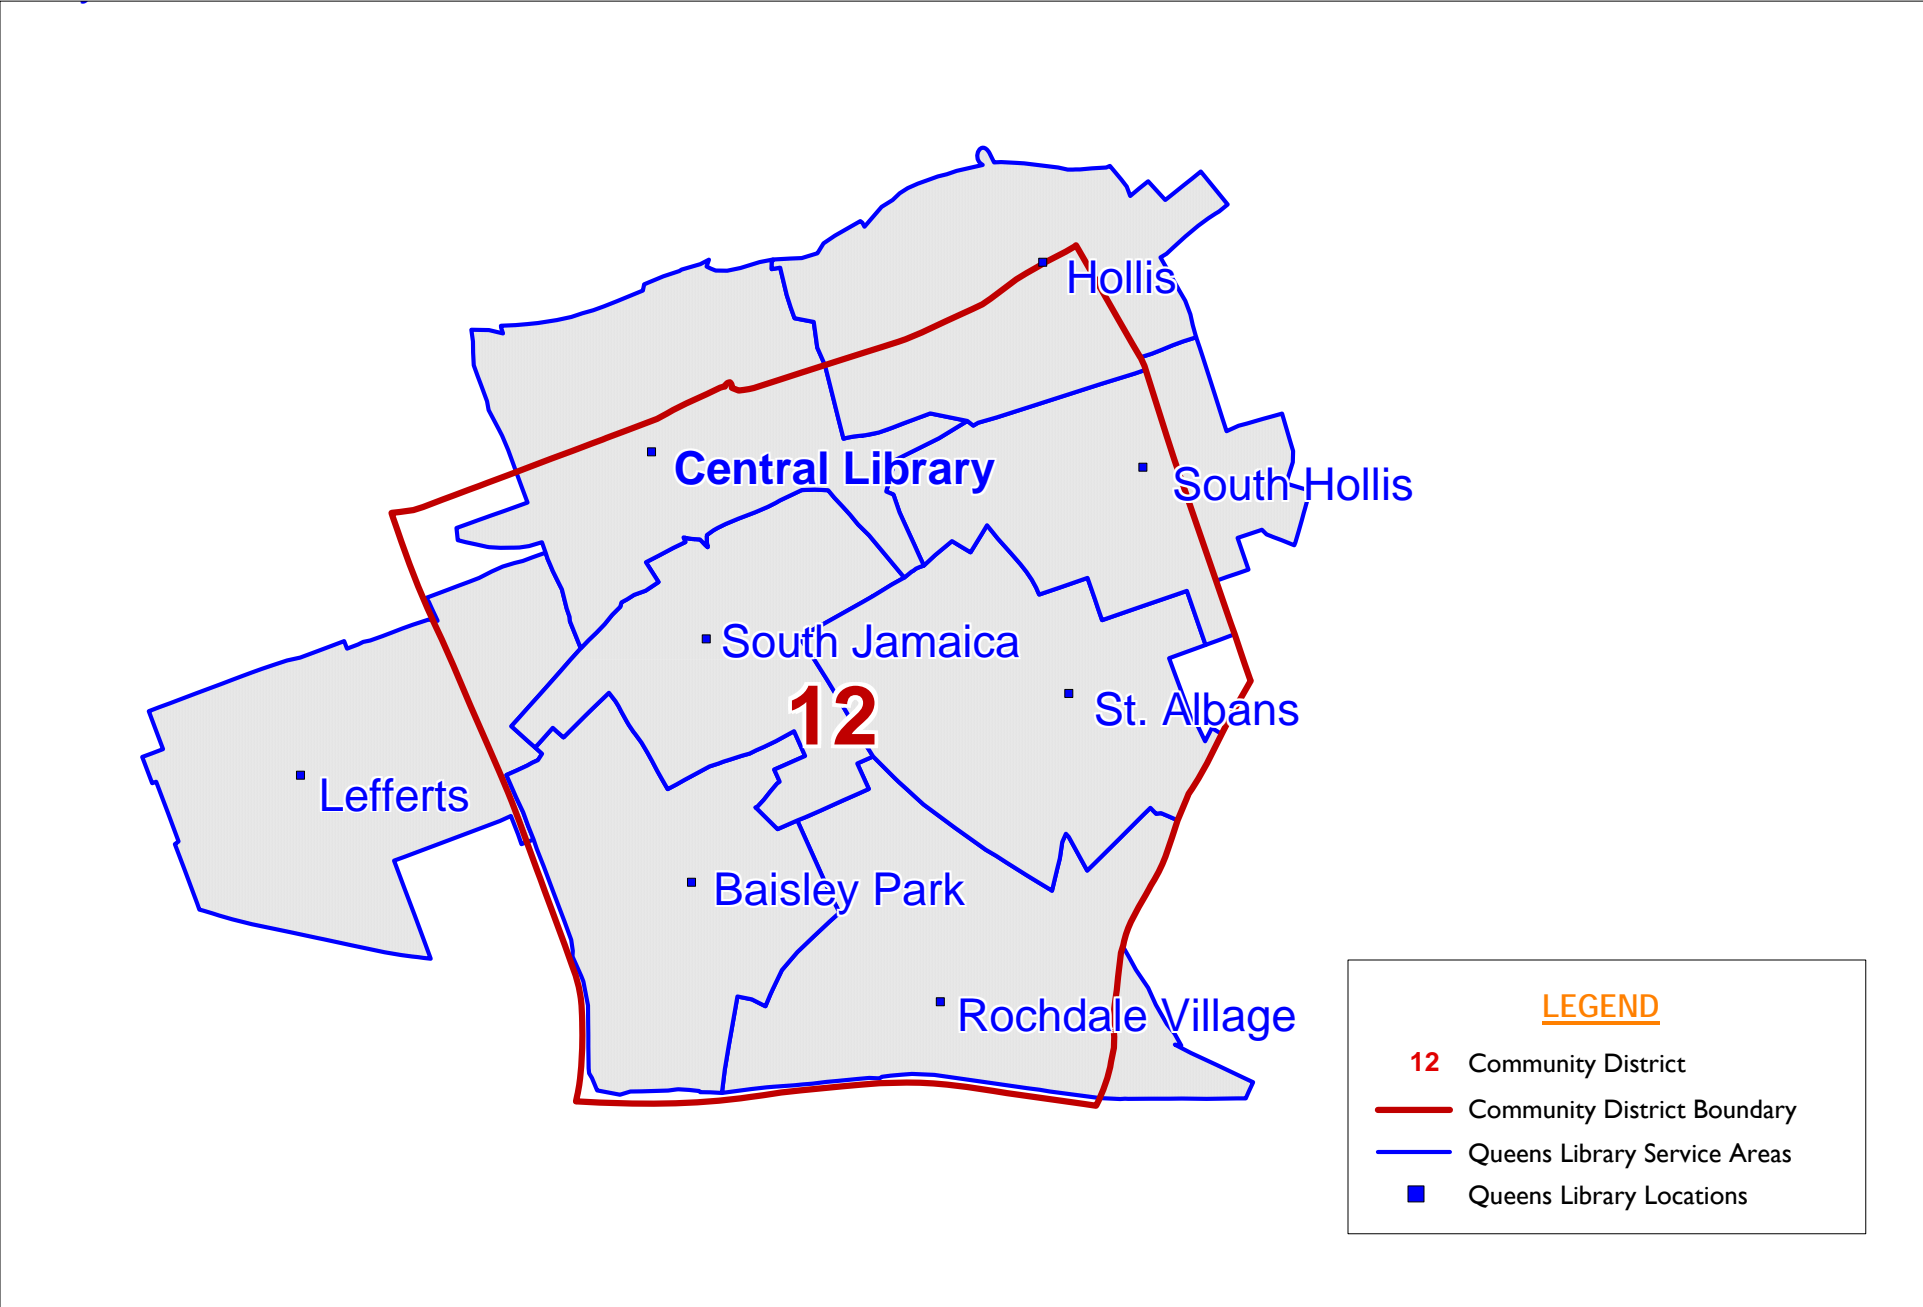 Hollis
Central Library
South Hollis
South Jamaica
12
St. Albans
Lefferts
Baisley Park
Rochdale Village
LEGEND
12 Community District
Community District Boundary
Queens Library Service Areas
Queens Library Locations